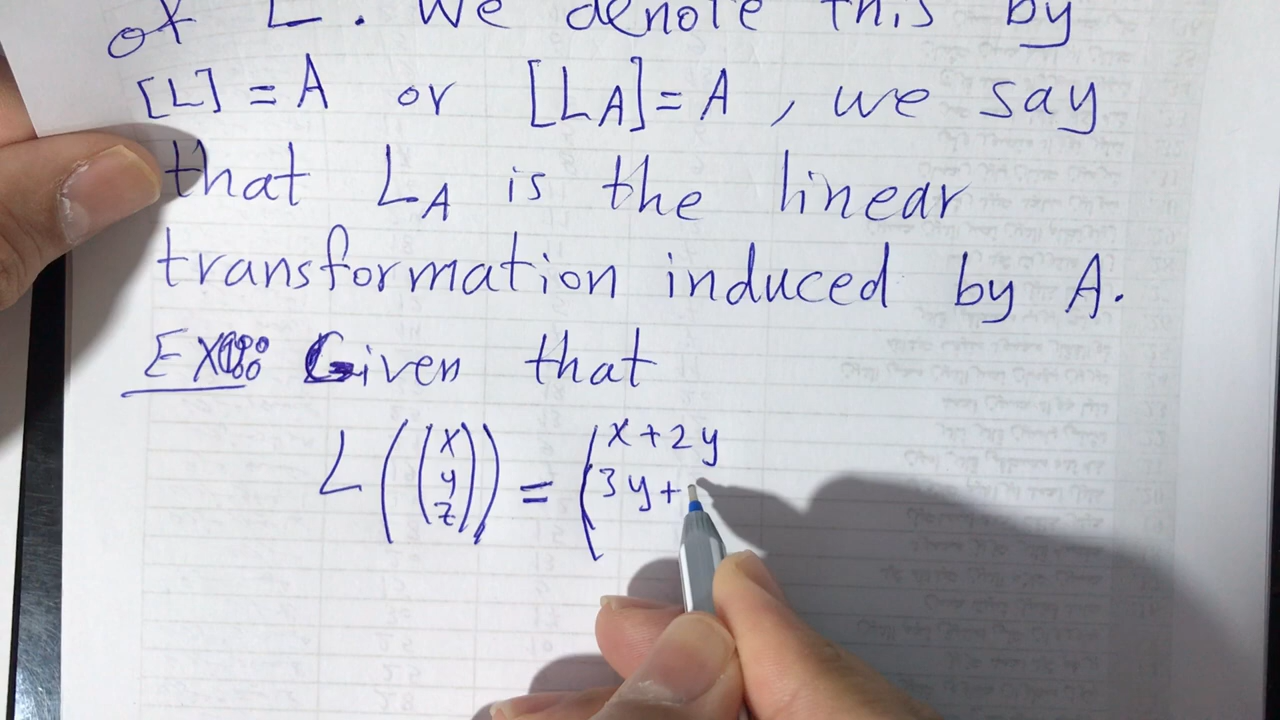 of L. We denote this by
[L] = A or [L_A] = A, we say
that L_A is the linear
transformation induced by A.
EX: Given that
L((x y z)) = (x+2y
3y+